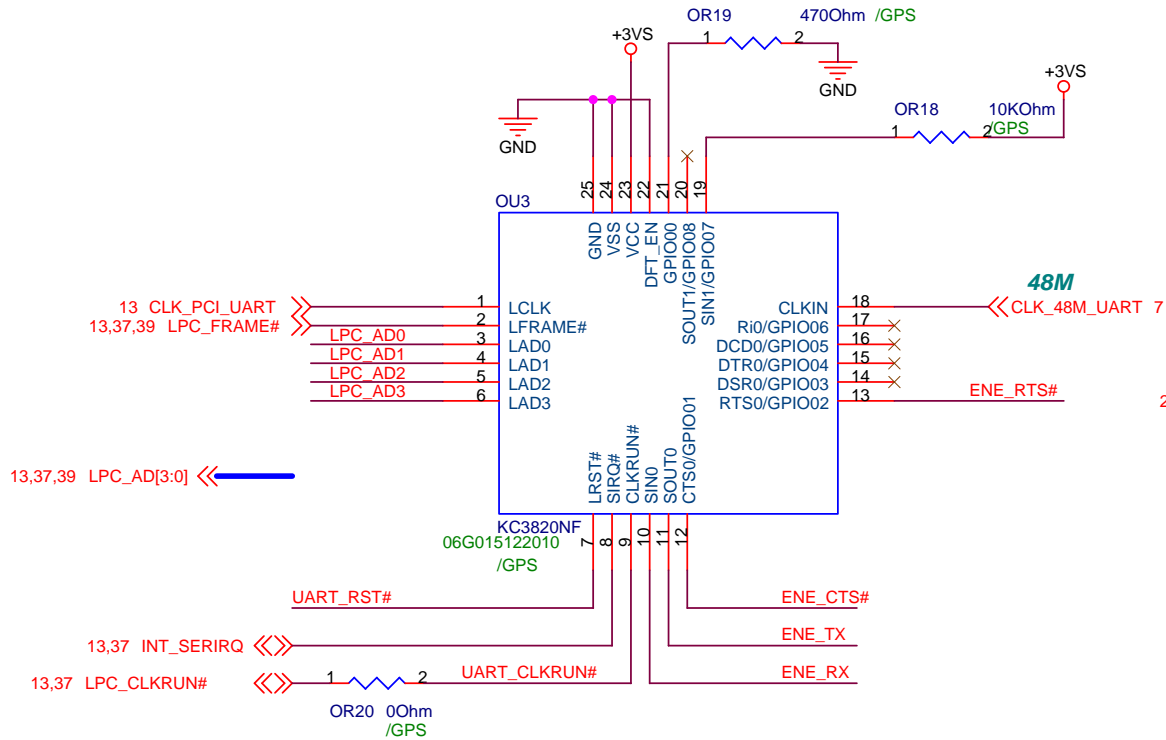 OR19 470Ohm /GPS
+3VS
1 2
GND
+3VS
OR18 10KOhm
/GPS
1 2
GND
25 24 23 22 21 20 19
OU3
GND
VSS
VCC
DFT_EN
GPIO00
SOUT1/GPIO08
SIN1/GPIO07
48M
13 CLK_PCI_UART 1 LCLK
CLKIN 18 CLK_48M_UART 7
13,37,39 LPC_FRAME# 2 LFRAME#
Ri0/GPIO06 17
LPC_AD0 3 LAD0
DCD0/GPIO05 16
LPC_AD1 4 LAD1
DTR0/GPIO04 15
LPC_AD2 5 LAD2
DSR0/GPIO03 14
LPC_AD3 6 LAD3
RTS0/GPIO02 13 ENE_RTS#
2
13,37,39 LPC_AD[3:0]
LRST#
SIRQ#
CLKRUN#
SIN0
SOUT0
CTS0/GPIO01
KC3820NF
06G015122010
/GPS
7 8 9 10 11 12
UART_RST#
ENE_CTS#
13,37 INT_SERIRQ
ENE_TX
13,37 LPC_CLKRUN# 1 2 UART_CLKRUN#
ENE_RX
OR20 0Ohm
/GPS